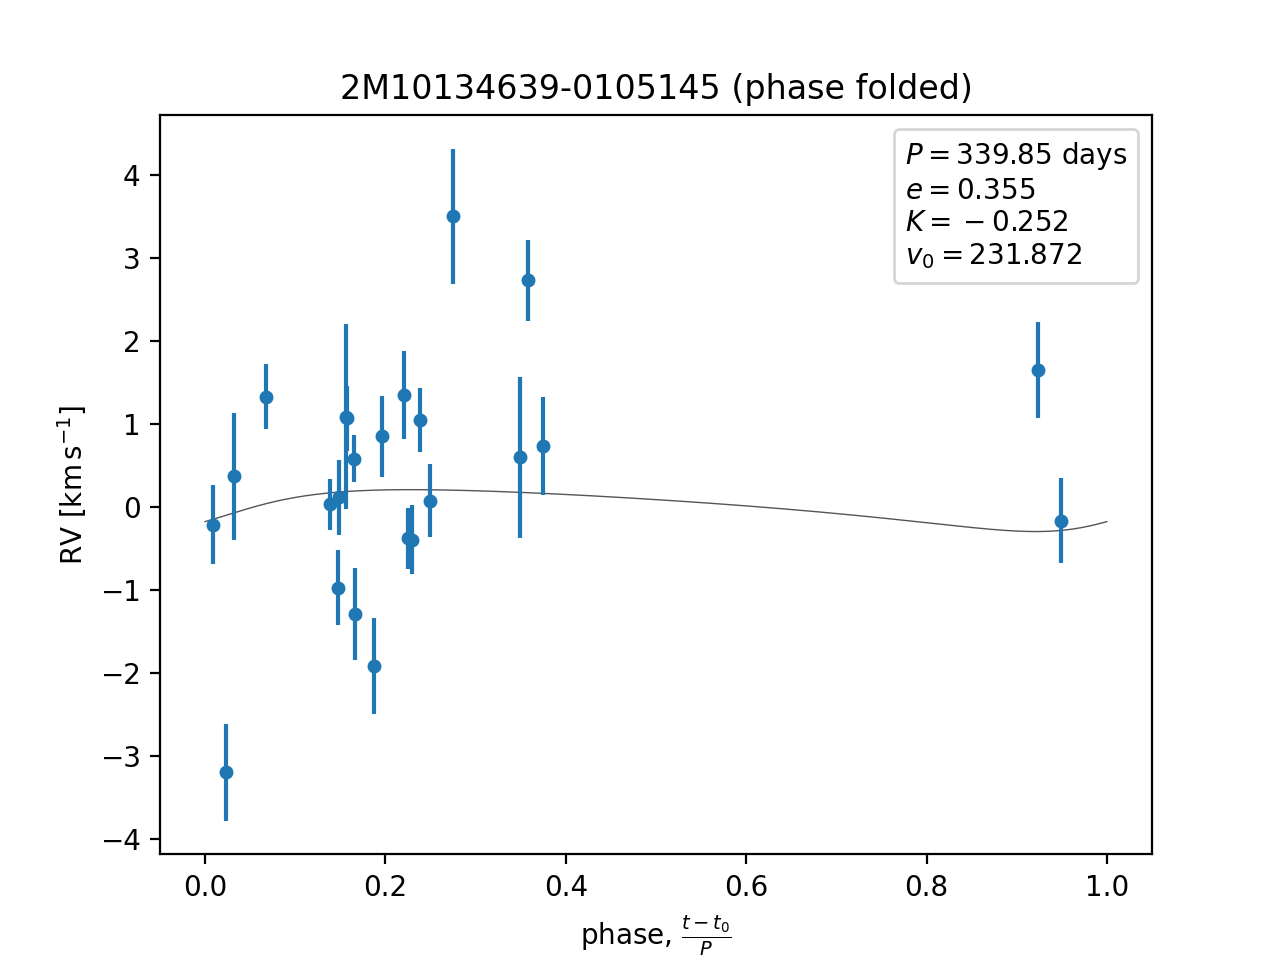 2M10134639-0105145 (phase folded)
P = 339.85 days
e = 0.355
K = −0.252
v₀ = 231.872
4
3
2
1
0
−1
−2
−3
−4
RV [km s⁻¹]
0.0 0.2 0.4 0.6 0.8 1.0
phase, (t − t₀)/P